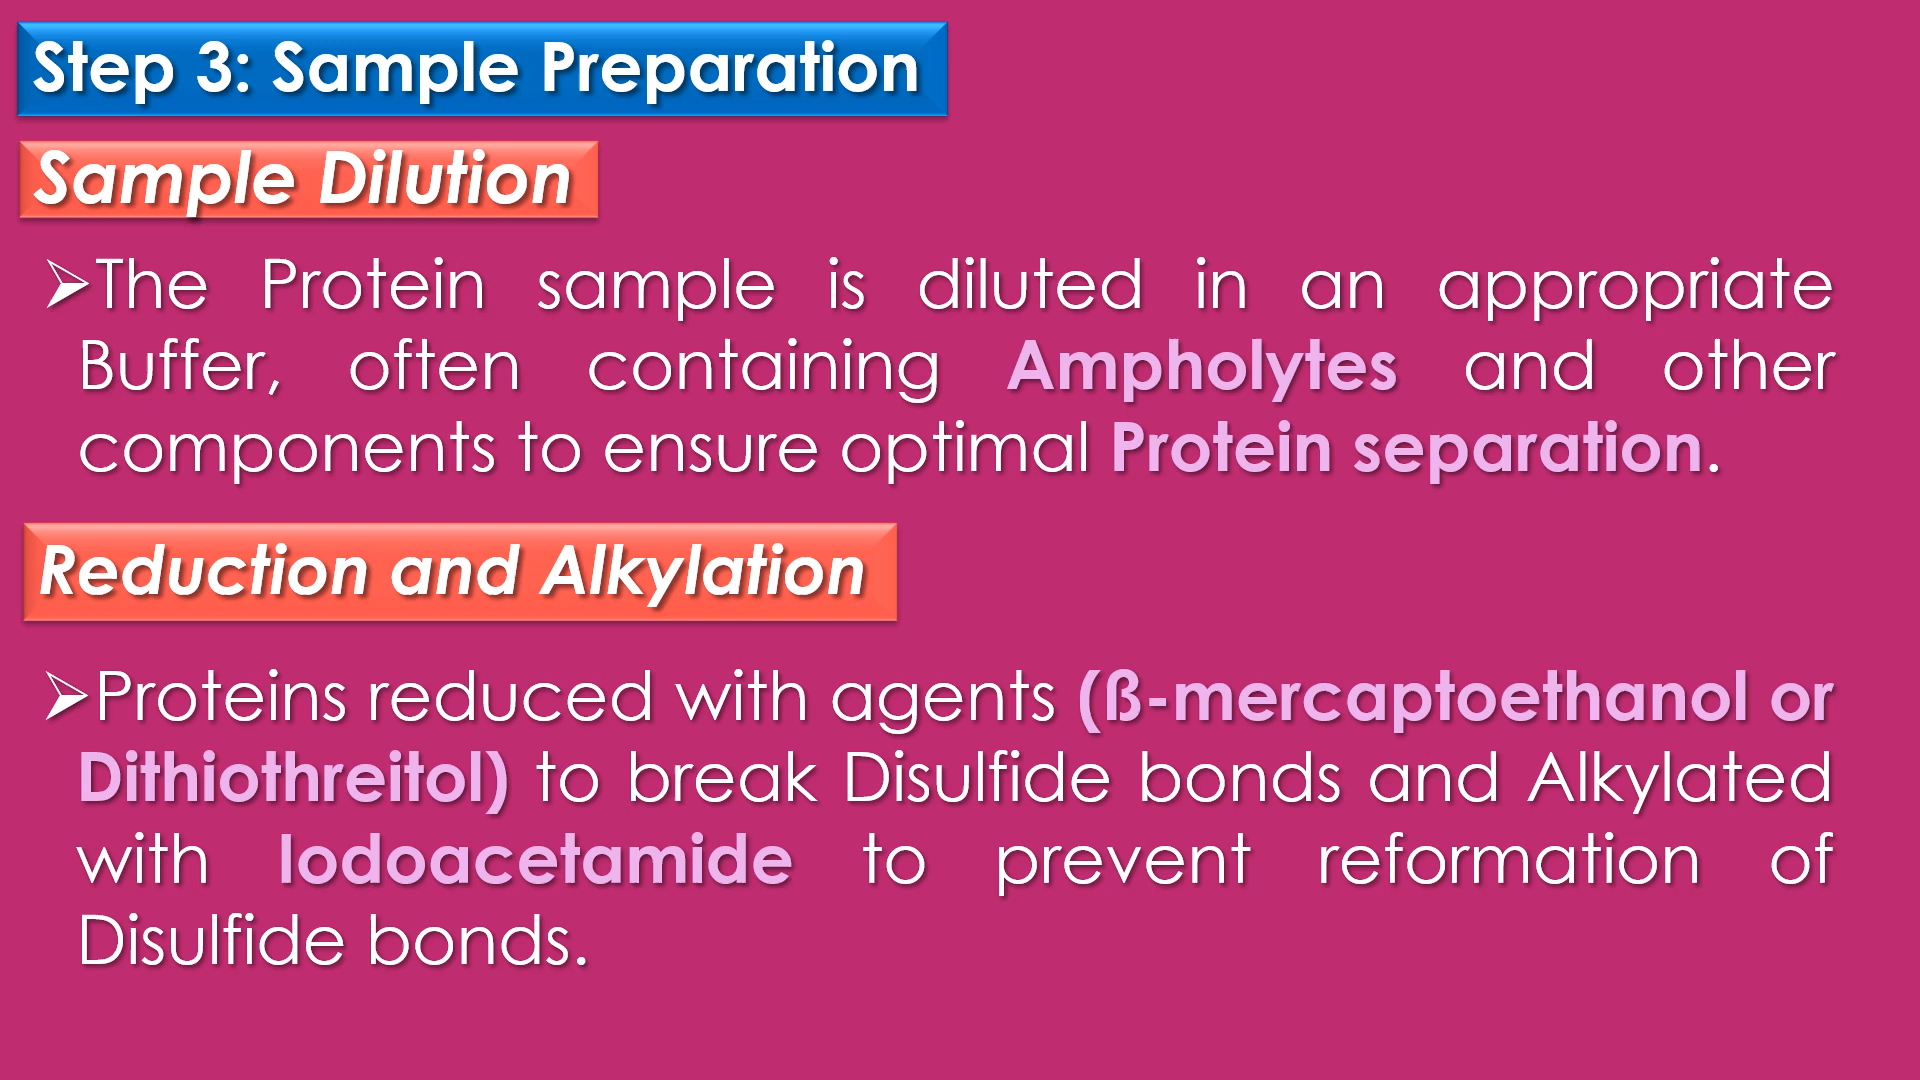 Step 3: Sample Preparation
Sample Dilution
➢The Protein sample is diluted in an appropriate
Buffer, often containing Ampholytes and other
components to ensure optimal Protein separation.
Reduction and Alkylation
➢Proteins reduced with agents (ß-mercaptoethanol or
Dithiothreitol) to break Disulfide bonds and Alkylated
with Iodoacetamide to prevent reformation of
Disulfide bonds.